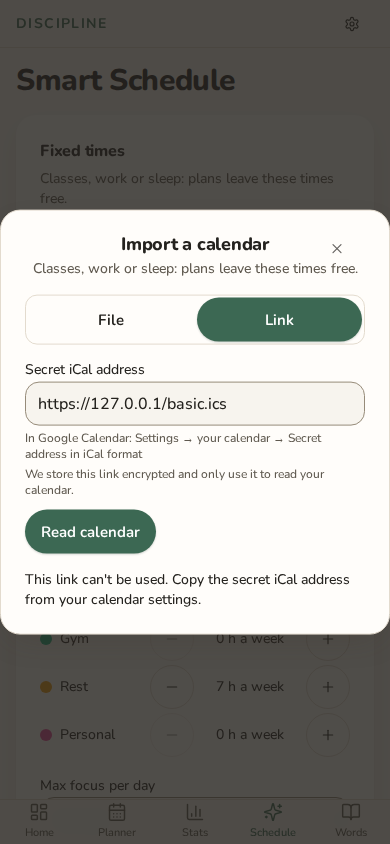 DISCIPLINE
Smart Schedule
Fixed times
Classes, work or sleep: plans leave these times
free.
Import a calendar
Classes, work or sleep: plans leave these times free.
File
Link
Secret iCal address
https://127.0.0.1/basic.ics
In Google Calendar: Settings → your calendar → Secret
address in iCal format
We store this link encrypted and only use it to read your
calendar.
Read calendar
This link can't be used. Copy the secret iCal address
from your calendar settings.
Gym − 0 h a week +
Rest − 7 h a week +
Personal − 0 h a week +
Max focus per day
Home Planner Stats Schedule Words